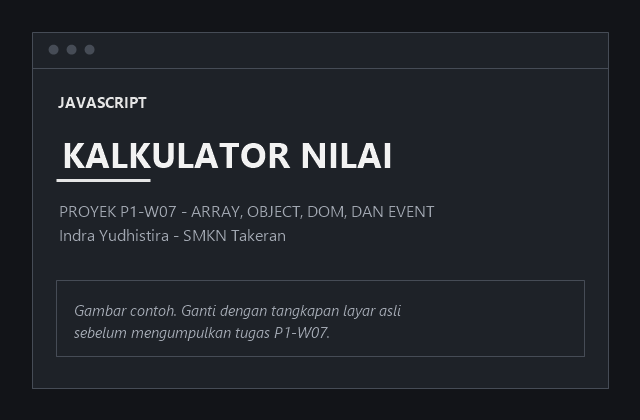 JAVASCRIPT
KALKULATOR NILAI
PROYEK P1-W07 - ARRAY, OBJECT, DOM, DAN EVENT
Indra Yudhistira - SMKN Takeran
Gambar contoh. Ganti dengan tangkapan layar asli
sebelum mengumpulkan tugas P1-W07.